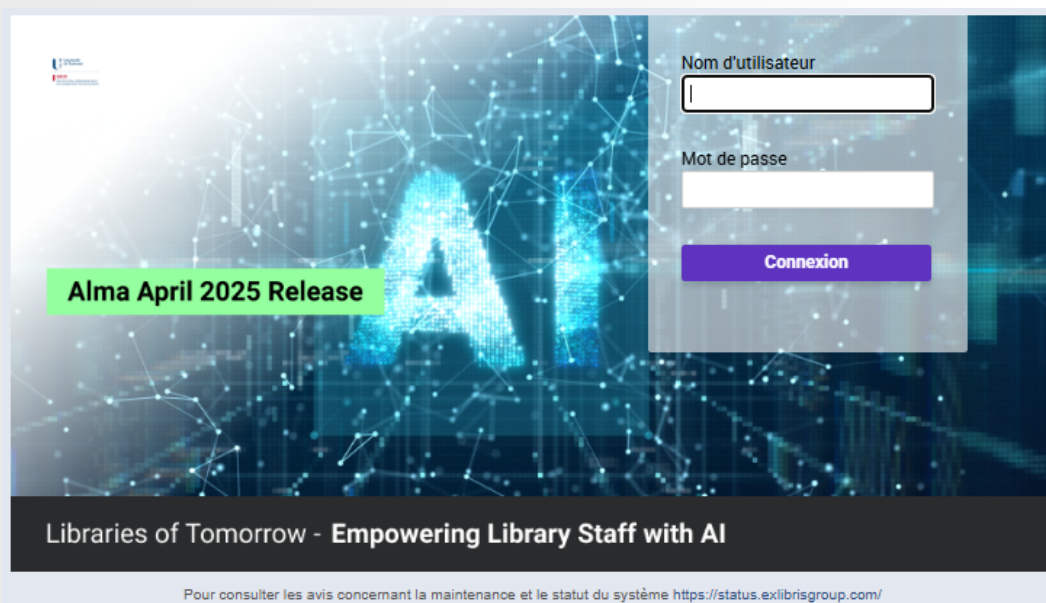 Nom d'utilisateur
Mot de passe
Connexion
Alma April 2025 Release
AI
Libraries of Tomorrow - Empowering Library Staff with AI
Pour consulter les avis concernant la maintenance et le statut du système https://status.exlibrisgroup.com/